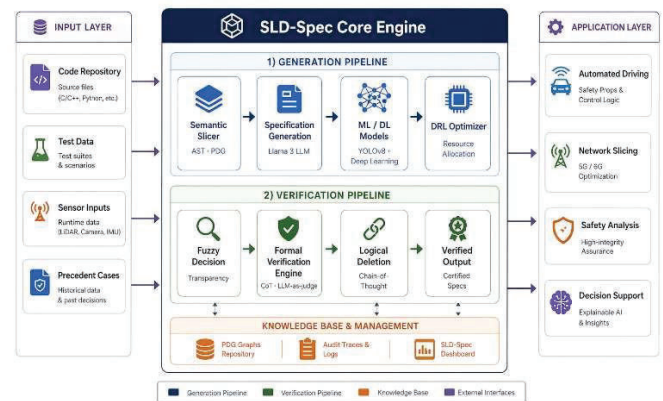 INPUT LAYER
Code Repository
Source files
(C/C++, Python, etc.)
Test Data
Test suites
& scenarios
Sensor Inputs
Runtime data
(LiDAR, Camera, IMU)
Precedent Cases
Historical data
& past decisions
SLD-Spec Core Engine
1) GENERATION PIPELINE
Semantic
Slicer
AST - PDG
Specification
Generation
Llama 3 LLM
ML / DL
Models
YOLOv8 -
Deep Learning
DRL Optimizer
Resource
Allocation
2) VERIFICATION PIPELINE
Fuzzy
Decision
Transparency
Formal
Verification
Engine
CoT - LLM-as-judge
Logical
Deletion
Chain-of-
Thought
Verified
Output
Certified
Specs
KNOWLEDGE BASE & MANAGEMENT
PDG Graphs
Repository
Audit Traces &
Logs
SLD-Spec
Dashboard
APPLICATION LAYER
Automated Driving
Safety Props &
Control Logic
Network Slicing
5G / 6G
Optimization
Safety Analysis
High-integrity
Assurance
Decision Support
Explainable AI
& Insights
Generation Pipeline
Verification Pipeline
Knowledge Base
External Interfaces